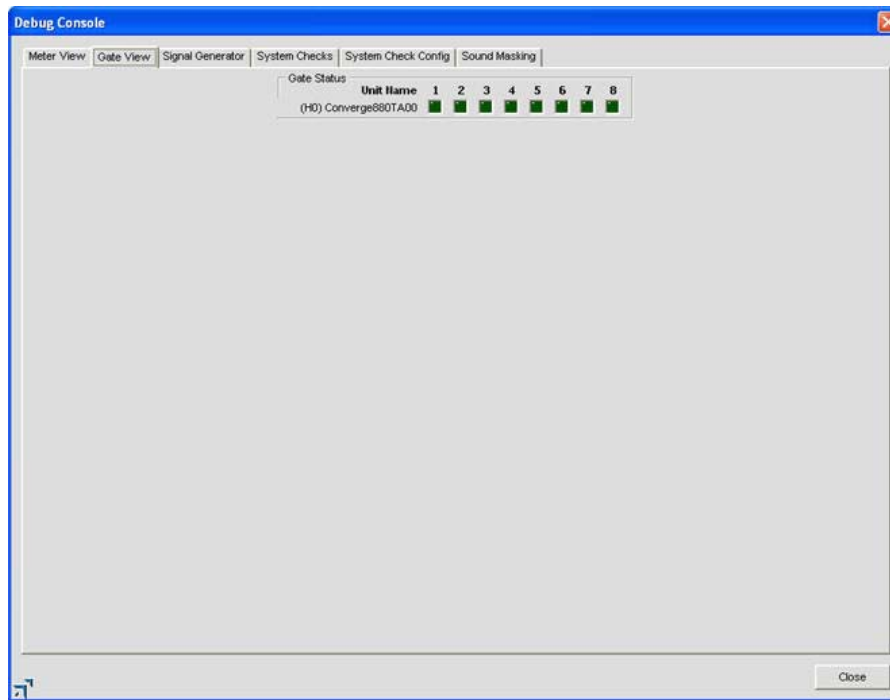 Debug Console
Meter View Gate View Signal Generator System Checks System Check Config Sound Masking
Gate Status
Unit Name 1 2 3 4 5 6 7 8
(H0) Converge880TA00
Close